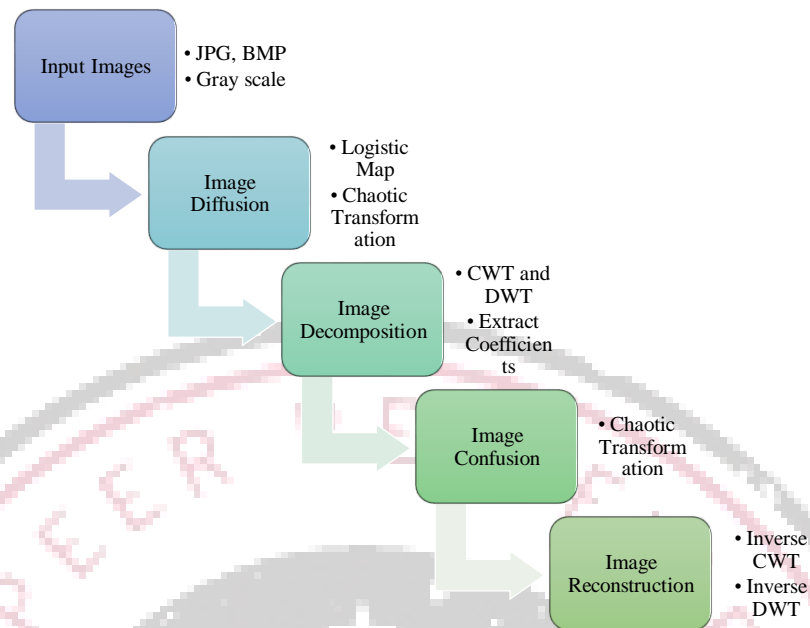 Input Images
• JPG, BMP
• Gray scale
Image
Diffusion
• Logistic
Map
• Chaotic
Transform
ation
Image
Decomposition
• CWT and
DWT
• Extract
Coefficien
ts
Image
Confusion
• Chaotic
Transform
ation
Image
Reconstruction
• Inverse
CWT
• Inverse
DWT
PEER